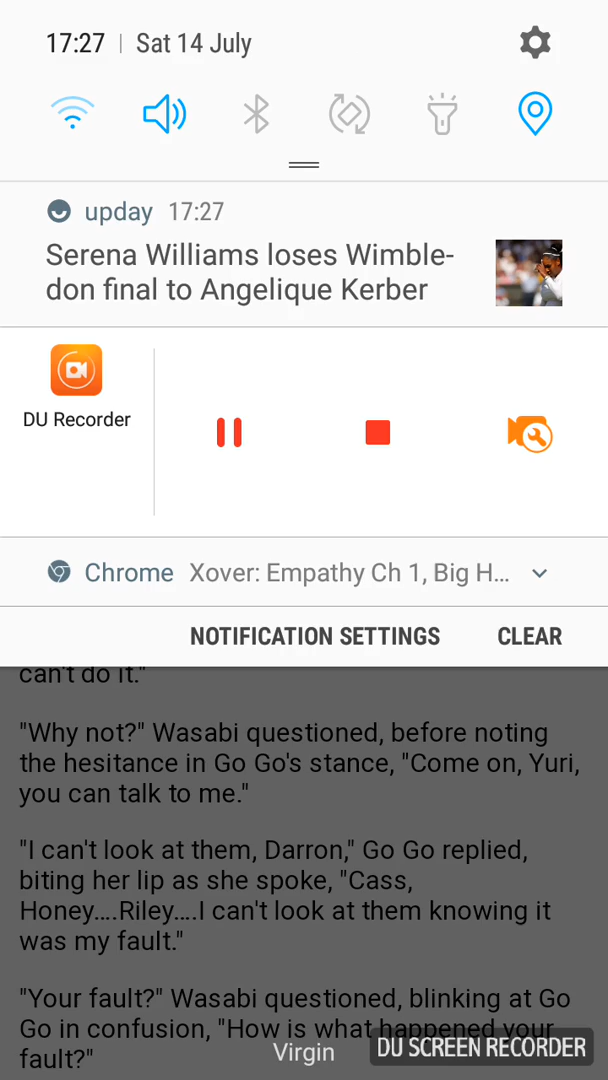 17:27 | Sat 14 July
upday 17:27
Serena Williams loses Wimble-
don final to Angelique Kerber
DU Recorder
Chrome Xover: Empathy Ch 1, Big H...
NOTIFICATION SETTINGS CLEAR
can't do it."
"Why not?" Wasabi questioned, before noting
the hesitance in Go Go's stance, "Come on, Yuri,
you can talk to me."
"I can't look at them, Darron," Go Go replied,
biting her lip as she spoke, "Cass,
Honey....Riley....I can't look at them knowing it
was my fault."
"Your fault?" Wasabi questioned, blinking at Go
Go in confusion, "How is what happened your
fault?"
Virgin
DU SCREEN RECORDER